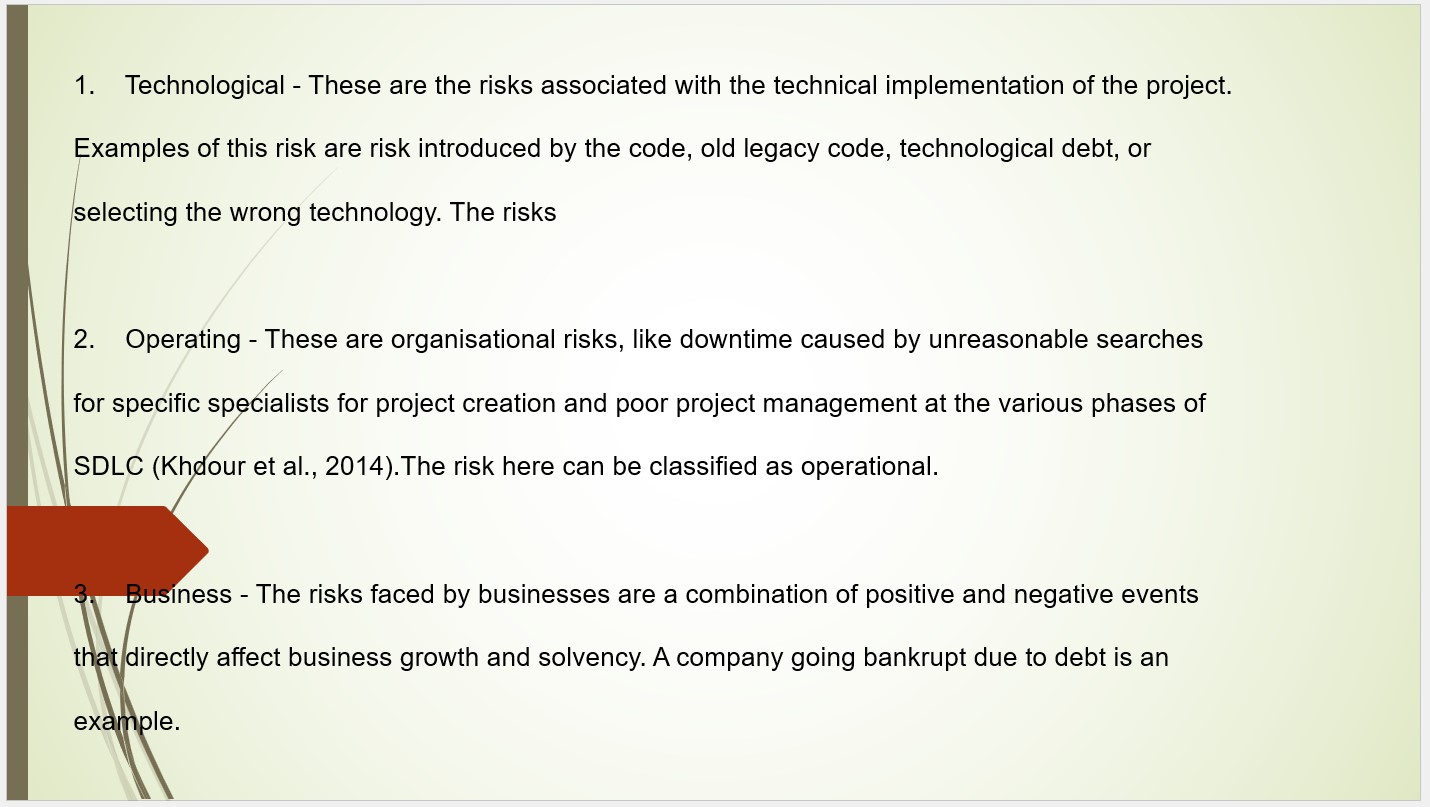 1. Technological - These are the risks associated with the technical implementation of the project.
Examples of this risk are risk introduced by the code, old legacy code, technological debt, or
selecting the wrong technology. The risks
2. Operating - These are organisational risks, like downtime caused by unreasonable searches
for specific specialists for project creation and poor project management at the various phases of
SDLC (Khdour et al., 2014).The risk here can be classified as operational.
3. Business - The risks faced by businesses are a combination of positive and negative events
that directly affect business growth and solvency. A company going bankrupt due to debt is an
example.